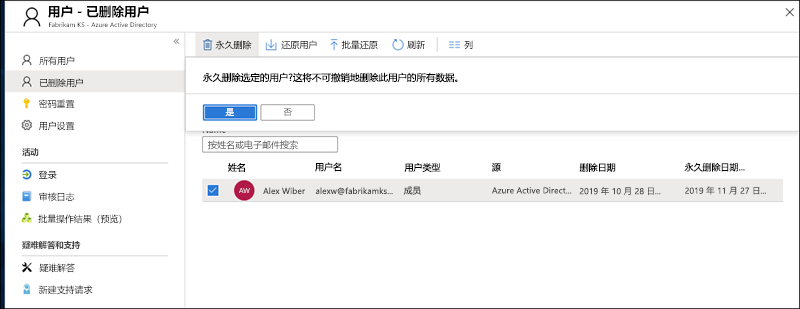 用户 - 已删除用户
Fabrikam KS - Azure Active Directory
所有用户
已删除用户
密码重置
用户设置
活动
登录
审核日志
批量操作结果（预览）
疑难解答和支持
疑难解答
新建支持请求
永久删除 还原用户 批量还原 刷新 列
永久删除选定的用户?这将不可撤销地删除此用户的所有数据。
是 否
Name
按姓名或电子邮件搜索
姓名 用户名 用户类型 源 删除日期 永久删除日期...
AW Alex Wiber alexw@fabrikamks... 成员 Azure Active Direct... 2019 年 10 月 28 日... 2019 年 11 月 27 日...